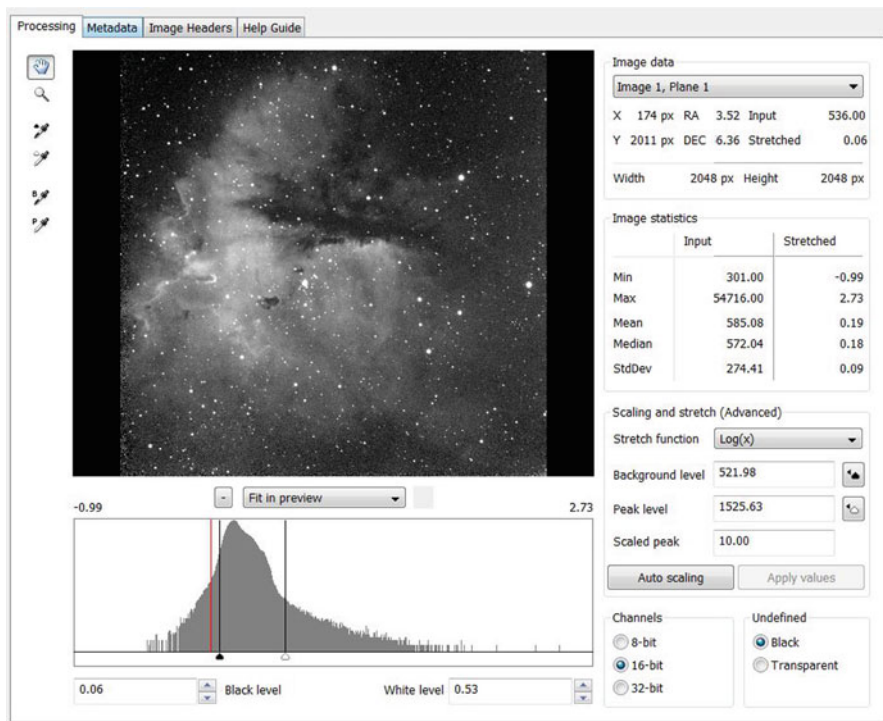 Processing Metadata Image Headers Help Guide
B
P
Image data
Image 1, Plane 1
X 174 px RA 3.52 Input 536.00
Y 2011 px DEC 6.36 Stretched 0.06
Width 2048 px Height 2048 px
Image statistics
Input Stretched
Min 301.00 -0.99
Max 54716.00 2.73
Mean 585.08 0.19
Median 572.04 0.18
StdDev 274.41 0.09
Scaling and stretch (Advanced)
Stretch function Log(x)
Background level 521.98
Peak level 1525.63
Scaled peak 10.00
Auto scaling Apply values
Channels
8-bit
16-bit
32-bit
Undefined
Black
Transparent
- Fit in preview
-0.99 2.73
0.06 Black level White level 0.53